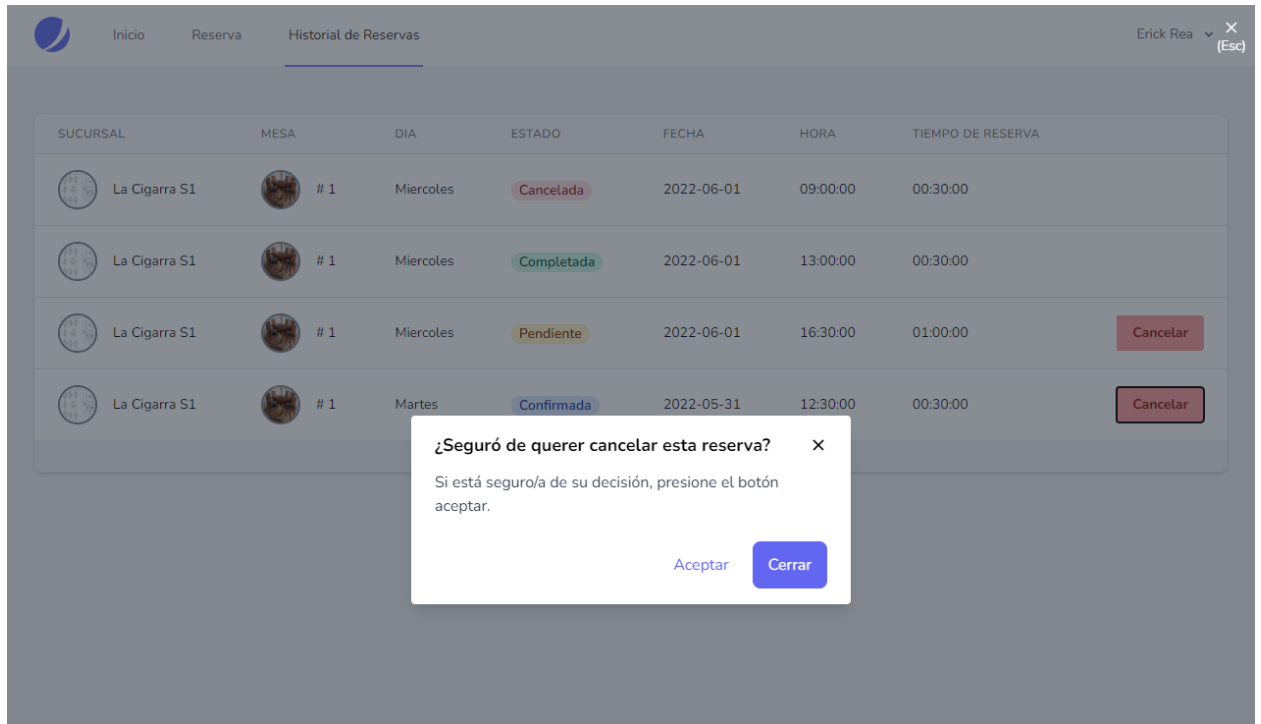 Inicio Reserva Historial de Reservas Erick Rea ×
(Esc)
SUCURSAL MESA DIA ESTADO FECHA HORA TIEMPO DE RESERVA
La Cigarra S1 # 1 Miercoles Cancelada 2022-06-01 09:00:00 00:30:00
La Cigarra S1 # 1 Miercoles Completada 2022-06-01 13:00:00 00:30:00
La Cigarra S1 # 1 Miercoles Pendiente 2022-06-01 16:30:00 01:00:00 Cancelar
La Cigarra S1 # 1 Martes Confirmada 2022-05-31 12:30:00 00:30:00 Cancelar
¿Seguró de querer cancelar esta reserva? ×
Si está seguro/a de su decisión, presione el botón
aceptar.
Aceptar Cerrar